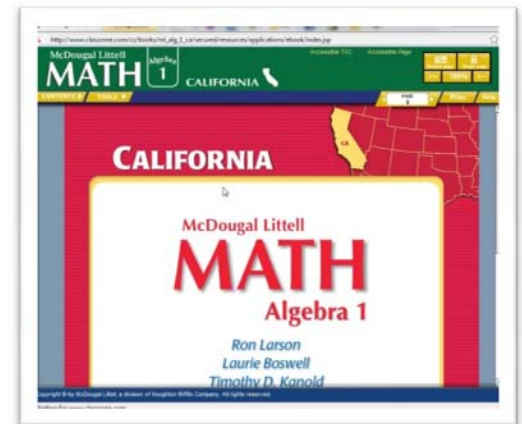 http://www.classzone.com/cz/books/ml_alg_1_ca/secured/resources/applications/ebook/index.jsp
McDougal Littell
MATH Algebra 1 CALIFORNIA
Accessible TOC Accessible Page
100%
CONTENTS TOOLS
PAGE
Print Help
CA
CALIFORNIA
McDougal Littell
MATH
Algebra 1
Ron Larson
Laurie Boswell
Timothy D. Kanold
Copyright © by McDougal Littell, a division of Houghton Mifflin Company. All rights reserved.